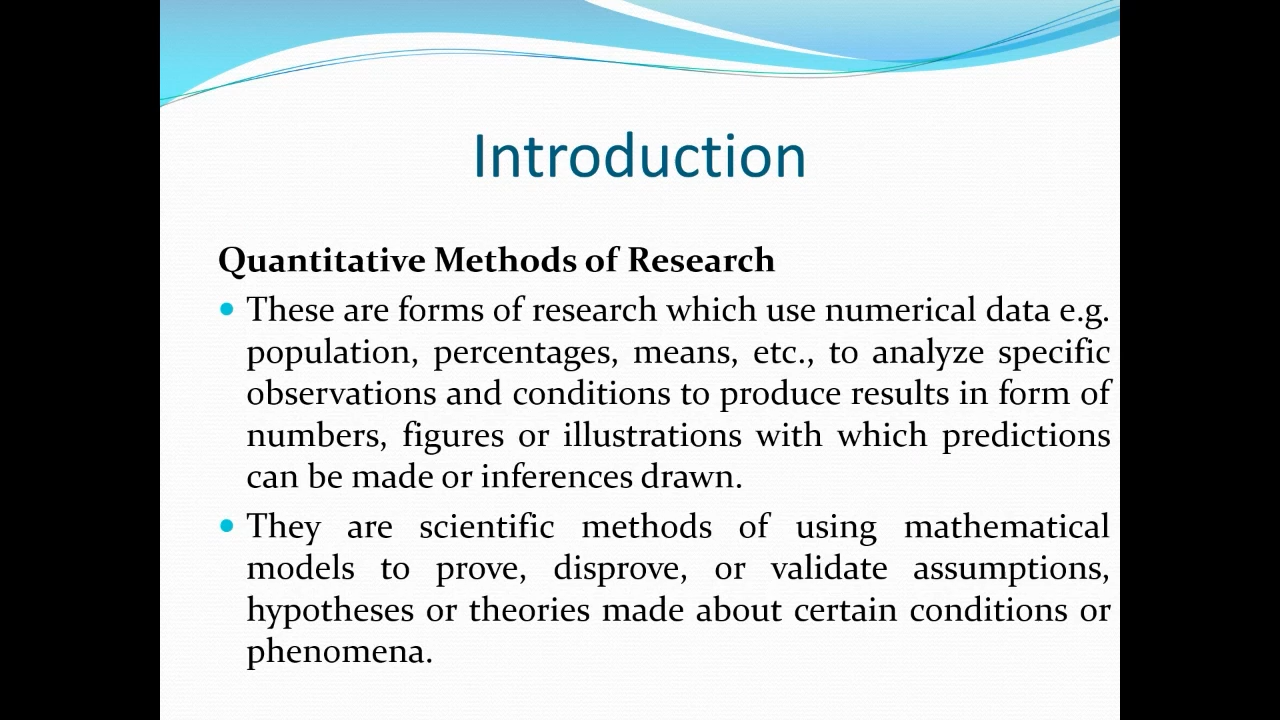 Introduction
Quantitative Methods of Research
• These are forms of research which use numerical data e.g.
population, percentages, means, etc., to analyze specific
observations and conditions to produce results in form of
numbers, figures or illustrations with which predictions
can be made or inferences drawn.
• They are scientific methods of using mathematical
models to prove, disprove, or validate assumptions,
hypotheses or theories made about certain conditions or
phenomena.